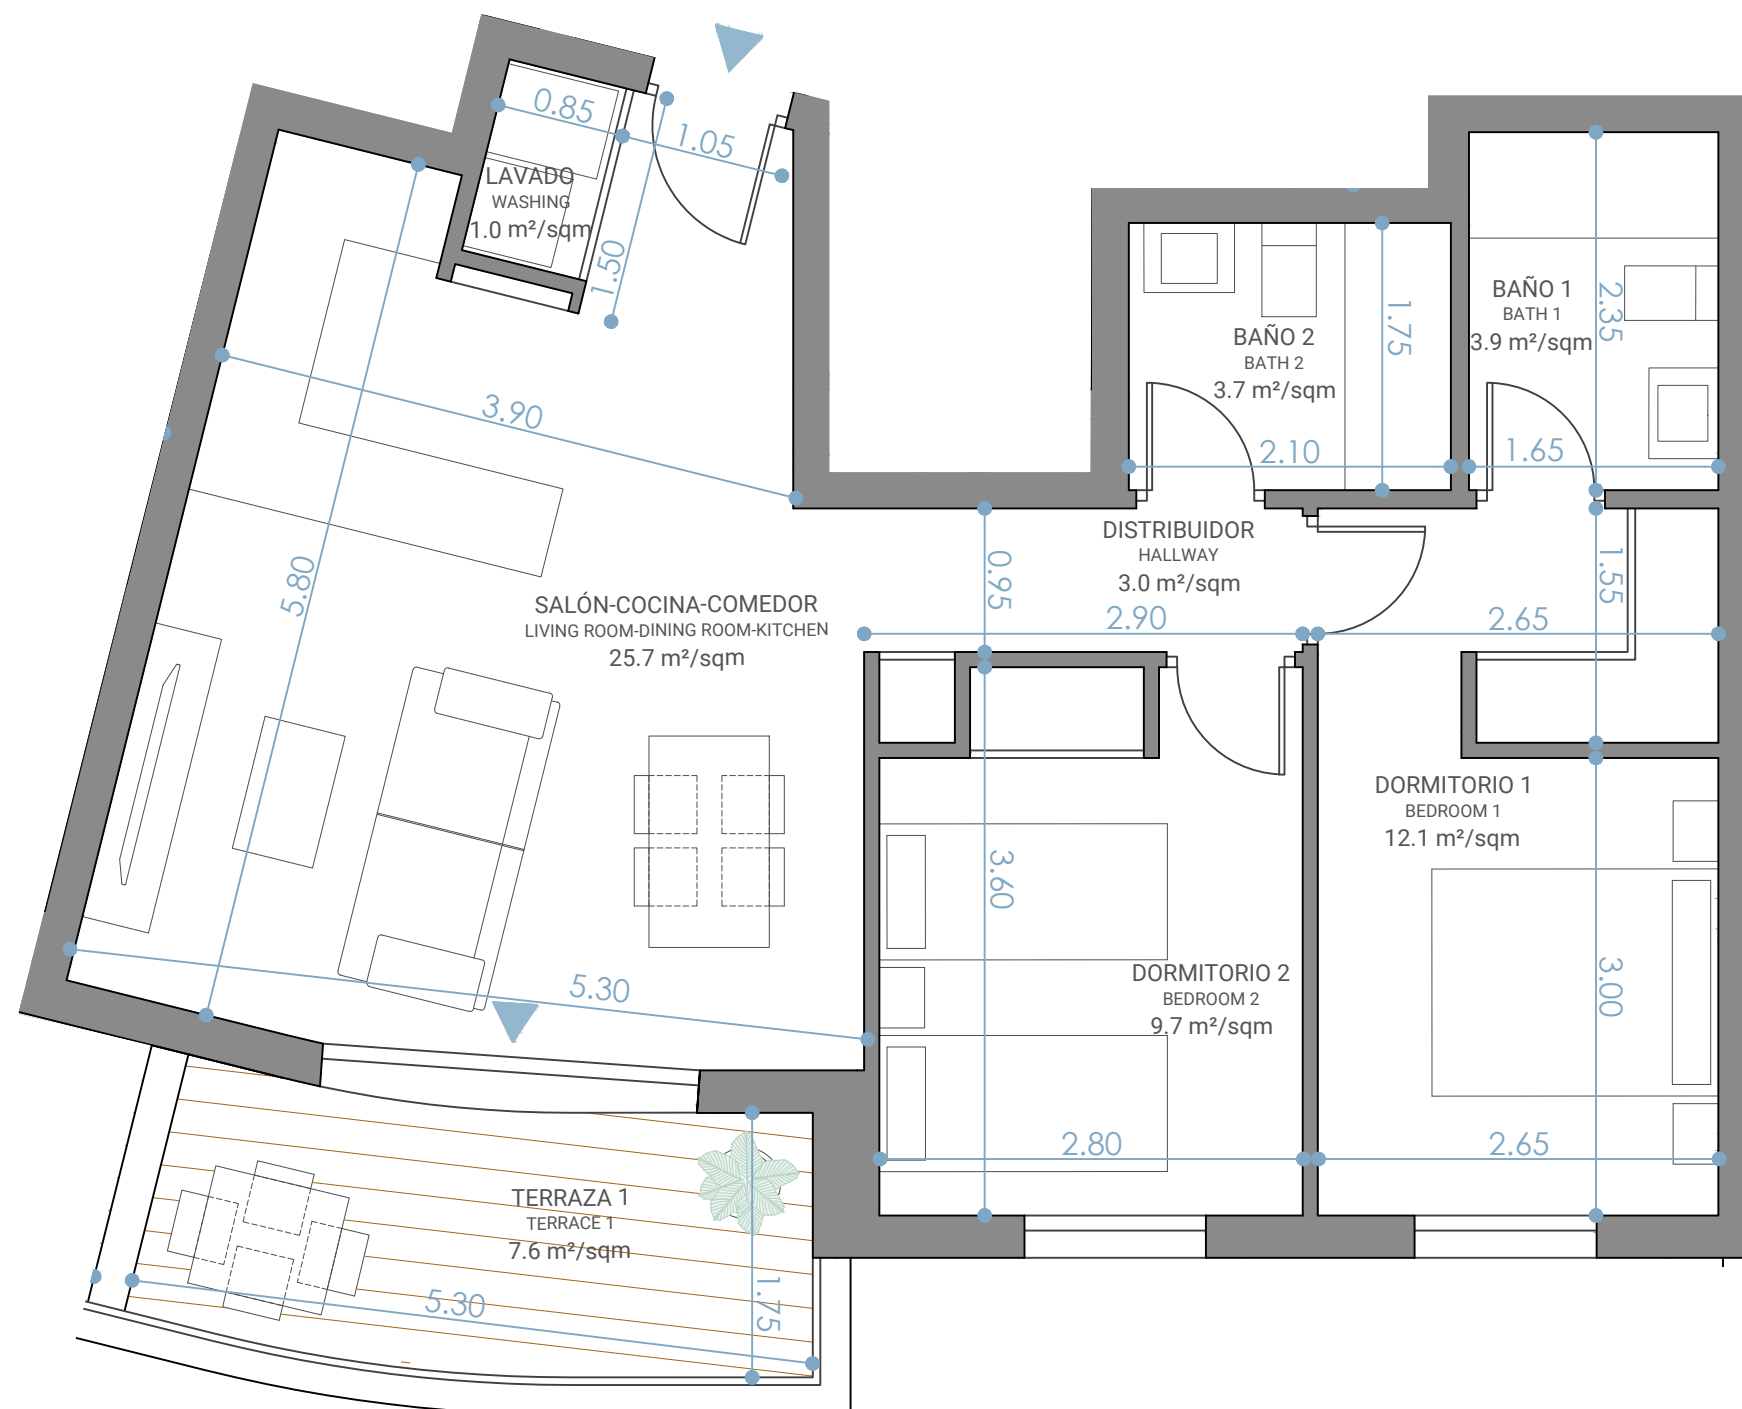 0.85
1.05
LAVADO
WASHING
1.0 m²/sqm
1.50
3.90
5.80
SALÓN-COCINA-COMEDOR
LIVING ROOM-DINING ROOM-KITCHEN
25.7 m²/sqm
5.30
BAÑO 2
BATH 2
3.7 m²/sqm
1.75
2.10
BAÑO 1
BATH 1
3.9 m²/sqm
2.35
1.65
DISTRIBUIDOR
HALLWAY
3.0 m²/sqm
0.95
2.90
1.55
2.65
DORMITORIO 1
BEDROOM 1
12.1 m²/sqm
3.00
2.65
3.60
DORMITORIO 2
BEDROOM 2
9.7 m²/sqm
2.80
TERRAZA 1
TERRACE 1
7.6 m²/sqm
5.30
1.75